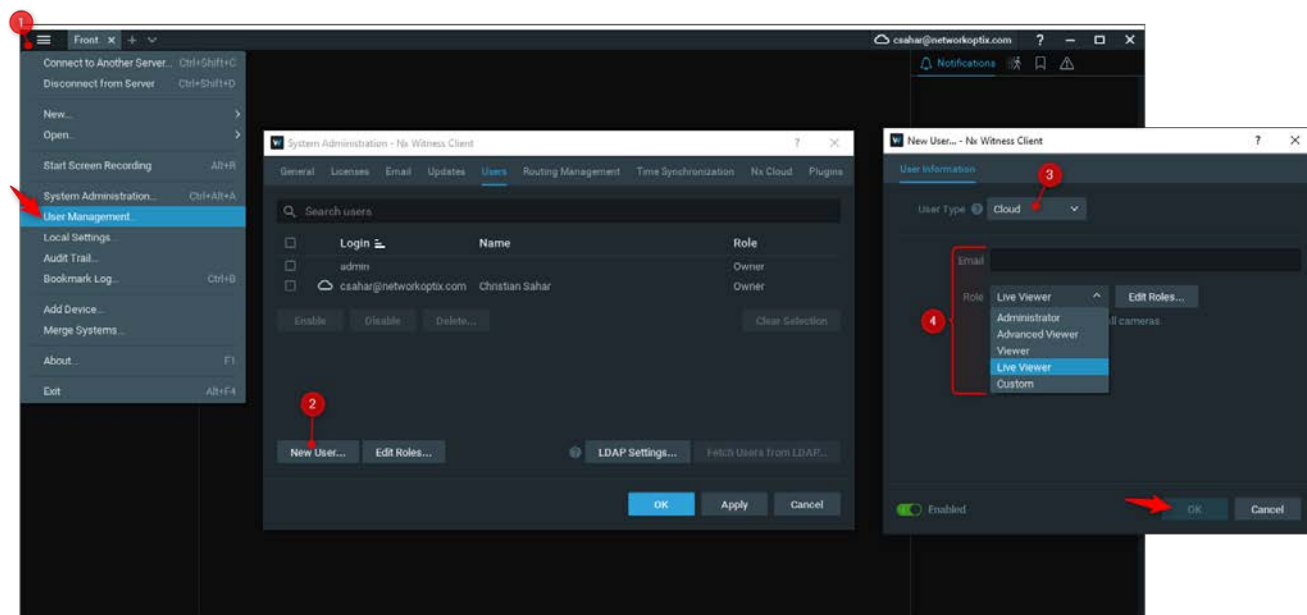 1
Front
csahar@networkoptix.com ?
Connect to Another Server... Ctrl+Shift+C
Disconnect from Server Ctrl+Shift+D
New...
Open...
Start Screen Recording Alt+R
System Administration... Ctrl+Alt+A
User Management...
Local Settings...
Audit Trail...
Bookmark Log... Ctrl+B
Add Device...
Merge Systems...
About... F1
Exit Alt+F4
Notifications
System Administration - Nx Witness Client ?
General Licenses Email Updates Users Routing Management Time Synchronization Nx Cloud Plugins
Search users
Login Name Role
admin Owner
csahar@networkoptix.com Christian Sahar Owner
Enable Disable Delete... Clear Selection
2
New User... Edit Roles... ? LDAP Settings... Fetch Users from LDAP...
OK Apply Cancel
New User... - Nx Witness Client ?
User Information
3
User Type ? Cloud
Email
Role Live Viewer Edit Roles...
4
Administrator
all cameras
Advanced Viewer
Viewer
Live Viewer
Custom
Enabled
OK Cancel